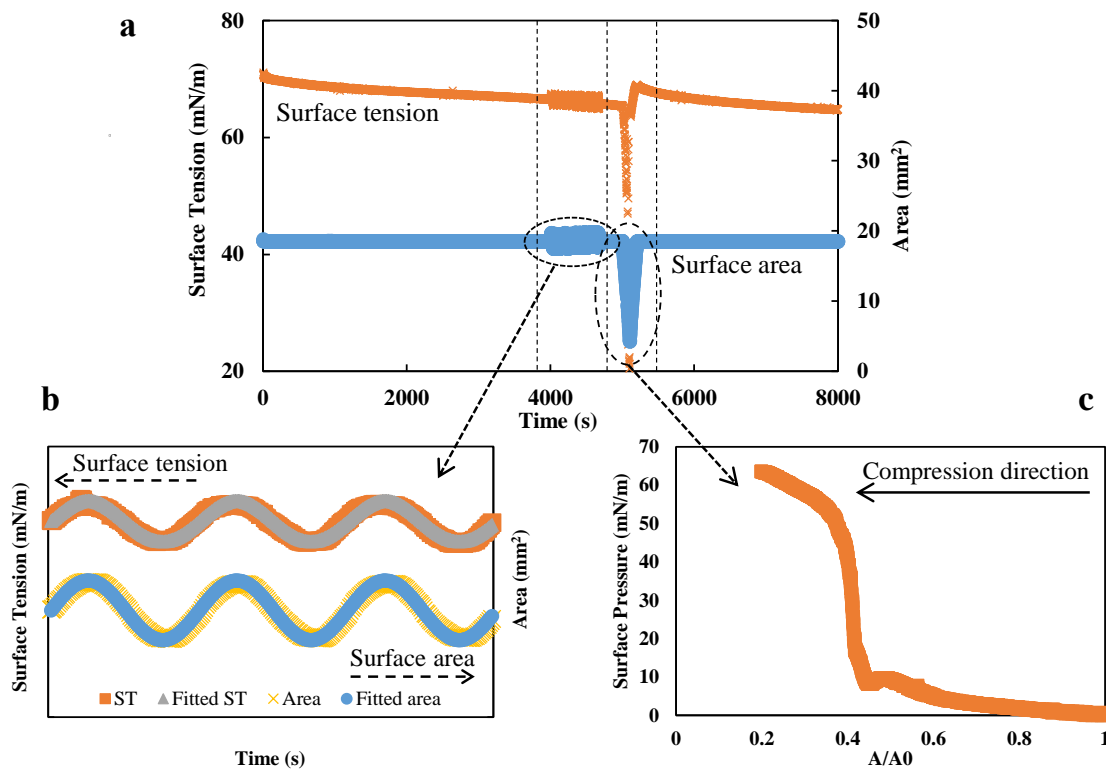 a
80
60
40
20
Surface Tension (mN/m)
50
40
30
20
10
0
Area (mm²)
Surface tension
Surface area
0
2000
4000
6000
8000
Time (s)
b
Surface tension
Surface Tension (mN/m)
Area (mm²)
Surface area
ST
Fitted ST
Area
Fitted area
Time (s)
c
70
60
50
40
30
20
10
0
Surface Pressure (mN/m)
Compression direction
0
0.2
0.4
0.6
0.8
1
A/A0